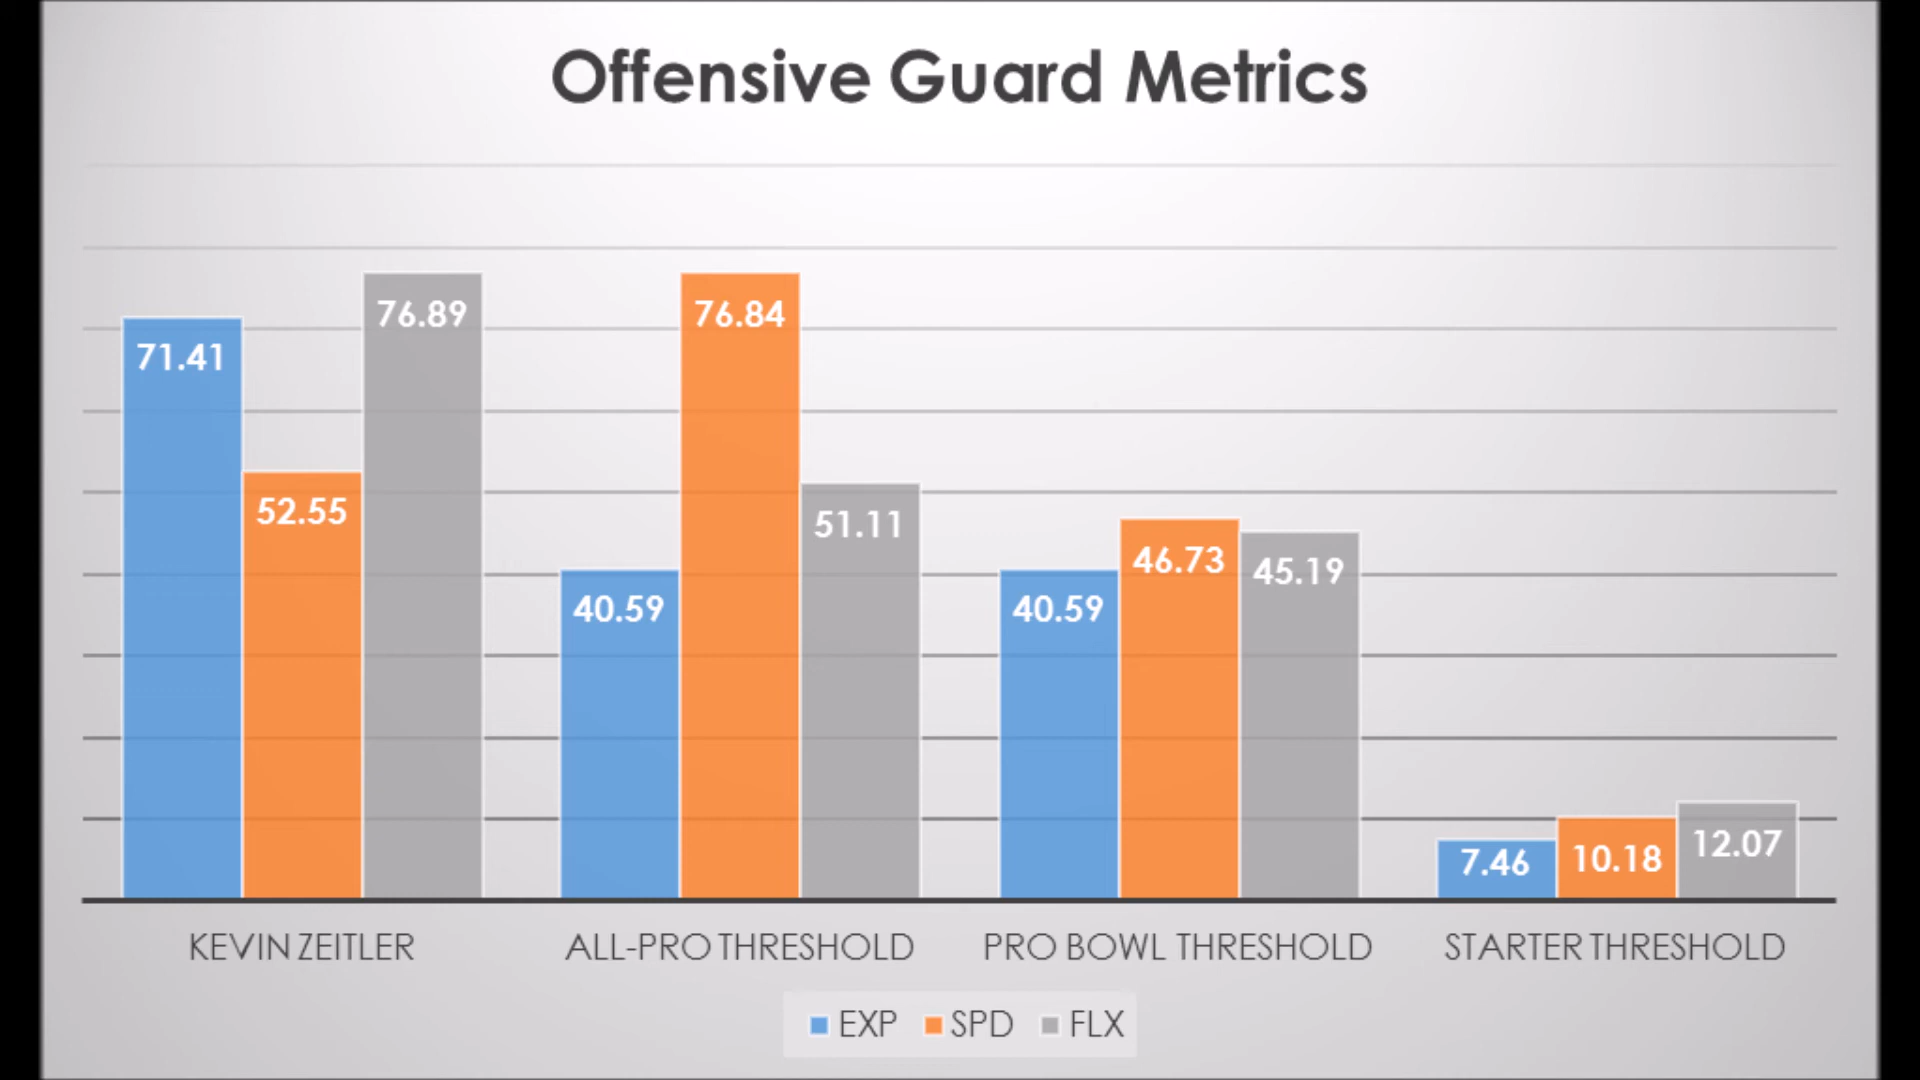 Offensive Guard Metrics
71.41
52.55
76.89
40.59
76.84
51.11
40.59
46.73
45.19
7.46
10.18
12.07
KEVIN ZEITLER
ALL-PRO THRESHOLD
PRO BOWL THRESHOLD
STARTER THRESHOLD
EXP SPD FLX